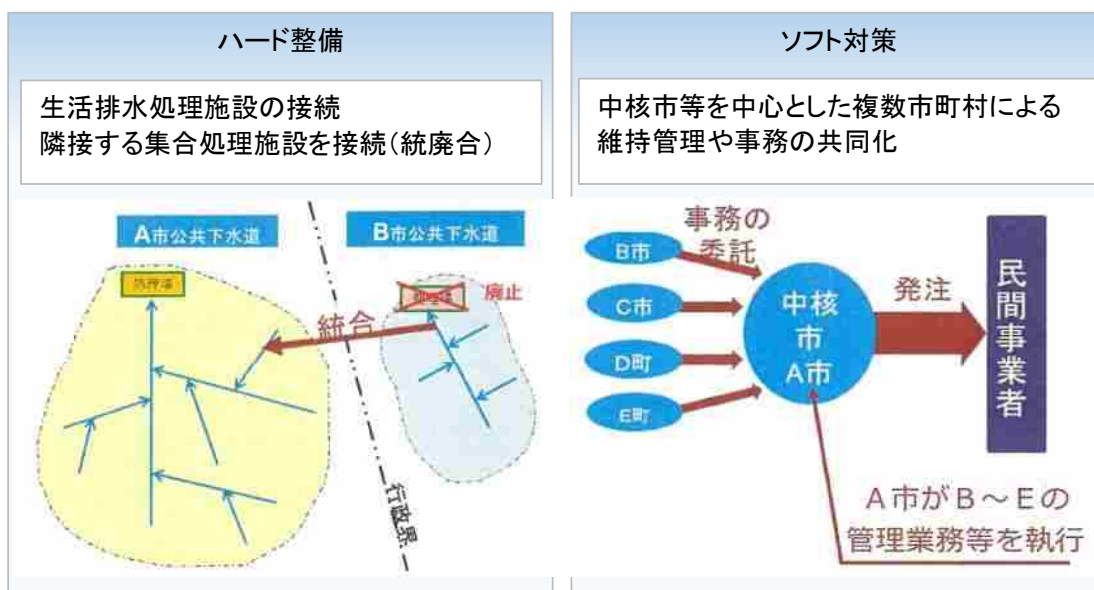 ハード整備
生活排水処理施設の接続
隣接する集合処理施設を接続(統廃合)
A市公共下水道
B市公共下水道
処理場
廃止
統合
行政界
ソフト対策
中核市等を中心とした複数市町村による
維持管理や事務の共同化
事務の
委託
B市
C市
D町
E町
中核
市
A市
発注
民間事業者
A市がB～Eの
管理業務等を執行